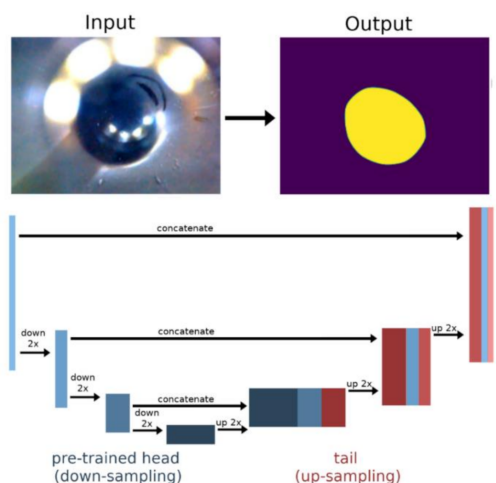 Input
Output
concatenate
down
2x
concatenate
up 2x
down
2x
concatenate
up 2x
down
2x
up 2x
pre-trained head
(down-sampling)
tail
(up-sampling)